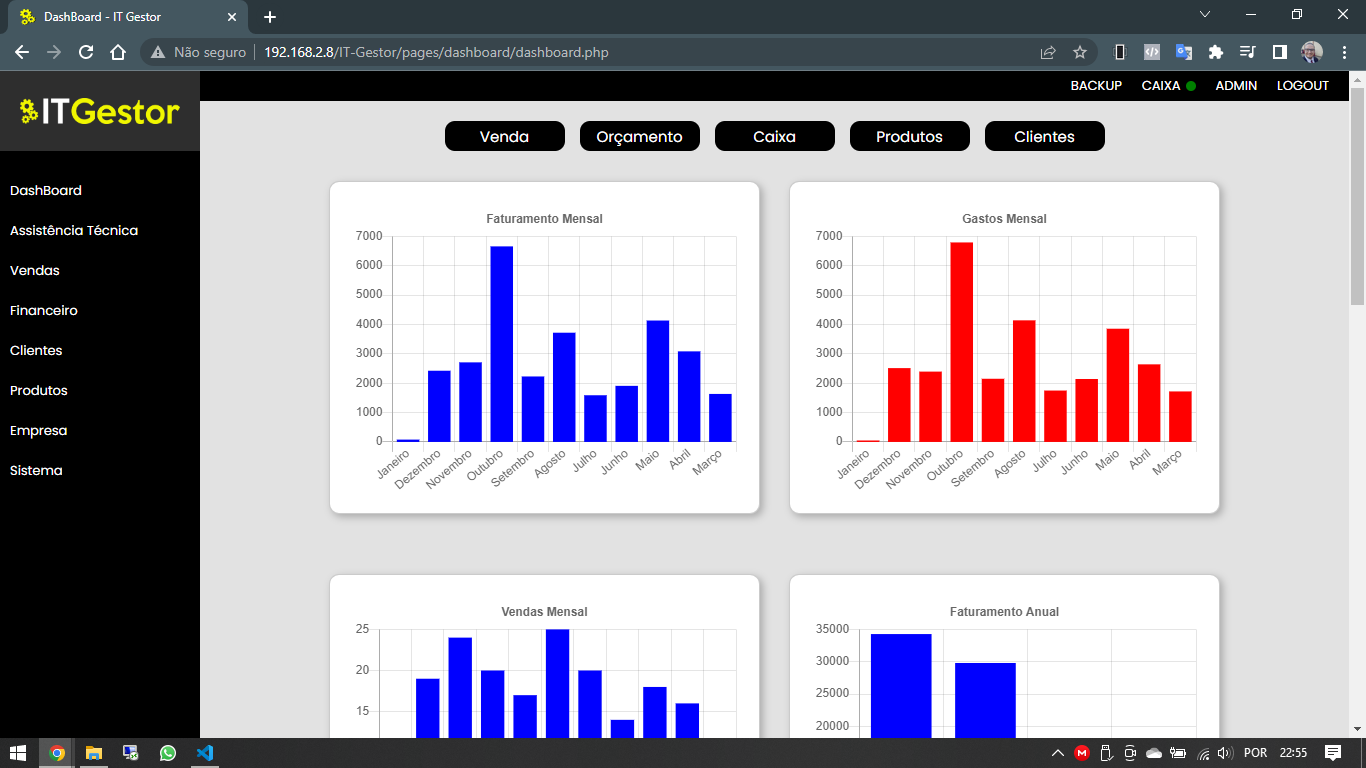 DashBoard - IT Gestor
Não seguro
192.168.2.8/IT-Gestor/pages/dashboard/dashboard.php
ITGestor
BACKUP CAIXA ADMIN LOGOUT
Venda Orçamento Caixa Produtos Clientes
DashBoard
Assistência Técnica
Vendas
Financeiro
Clientes
Produtos
Empresa
Sistema
Faturamento Mensal
7000
6000
5000
4000
3000
2000
1000
0
Janeiro Dezembro Novembro Outubro Setembro Agosto Julho Junho Maio Abril Março
Gastos Mensal
7000
6000
5000
4000
3000
2000
1000
0
Janeiro Dezembro Novembro Outubro Setembro Agosto Julho Junho Maio Abril Março
Vendas Mensal
25
20
15
Faturamento Anual
35000
30000
25000
20000
POR 22:55